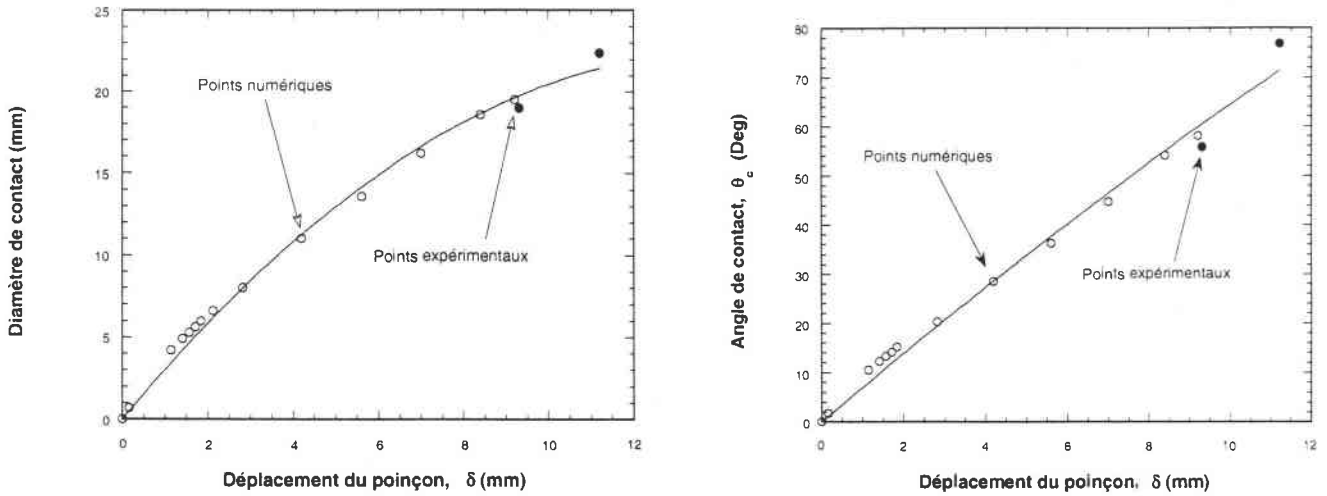 25
20
15
10
5
0
Diamètre de contact (mm)
Points numériques
Points expérimentaux
0 2 4 6 8 10 12
Déplacement du poinçon, δ (mm)
80
70
60
50
40
30
20
10
0
Angle de contact, θ c (Deg)
Points numériques
Points expérimentaux
0 2 4 6 8 10 12
Déplacement du poinçon, δ (mm)